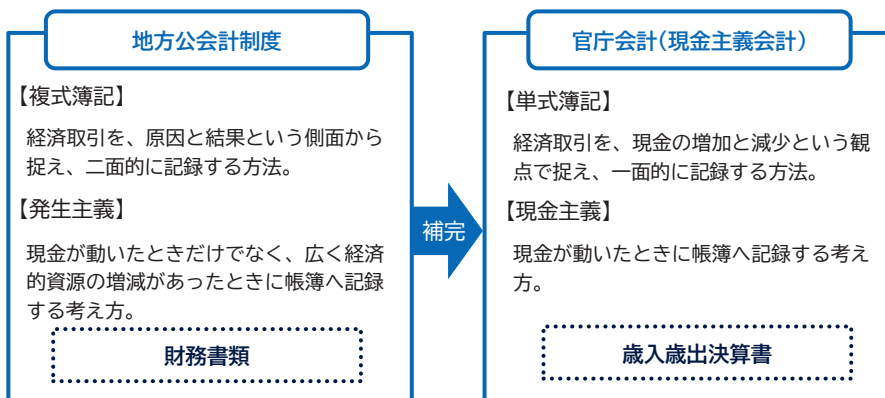 地方公会計制度
【複式簿記】
経済取引を、原因と結果という側面から
捉え、二面的に記録する方法。
【発生主義】
現金が動いたときだけでなく、広く経済
的資源の増減があったときに帳簿へ記録
する考え方。
財務書類
補完
官庁会計(現金主義会計)
【単式簿記】
経済取引を、現金の増加と減少という観
点で捉え、一面的に記録する方法。
【現金主義】
現金が動いたときに帳簿へ記録する考え
方。
歳入歳出決算書